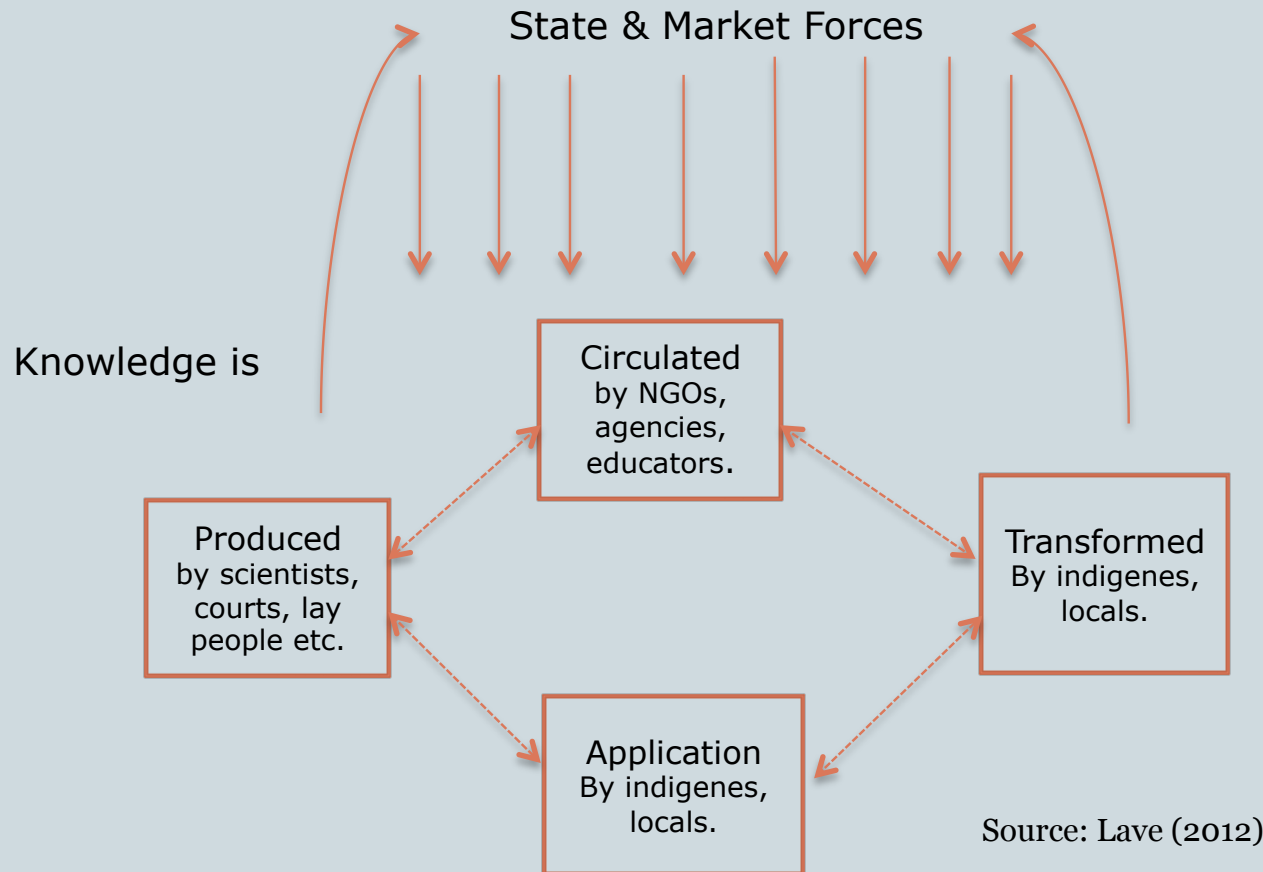 State & Market Forces
Knowledge is
Circulated
by NGOs,
agencies,
educators.
Produced
by scientists,
courts, lay
people etc.
Transformed
By indigenes,
locals.
Application
By indigenes,
locals.
Source: Lave (2012)